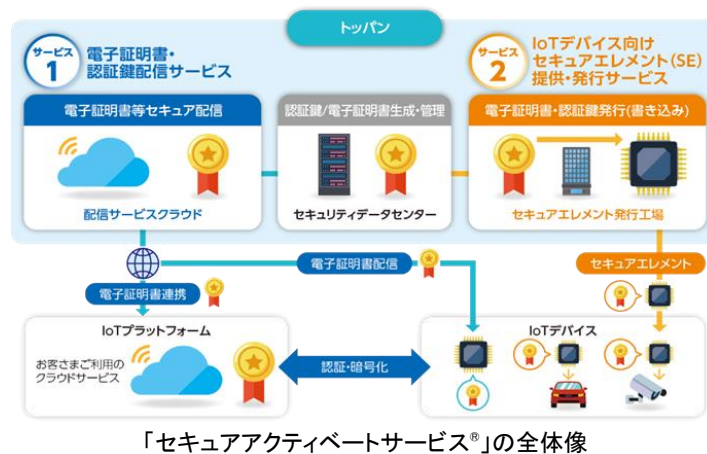 トッパン
サービス
1
電子証明書・
認証鍵配信サービス
サービス
2
IoTデバイス向け
セキュアエレメント(SE)
提供・発行サービス
電子証明書等セキュア配信
認証鍵/電子証明書生成・管理
電子証明書・認証鍵発行(書き込み)
配信サービスクラウド
セキュリティデータセンター
セキュアエレメント発行工場
電子証明書配信
セキュアエレメント
電子証明書連携
IoTプラットフォーム
お客さまご利用の
クラウドサービス
認証・暗号化
IoTデバイス
「セキュアアクティベートサービス®」の全体像